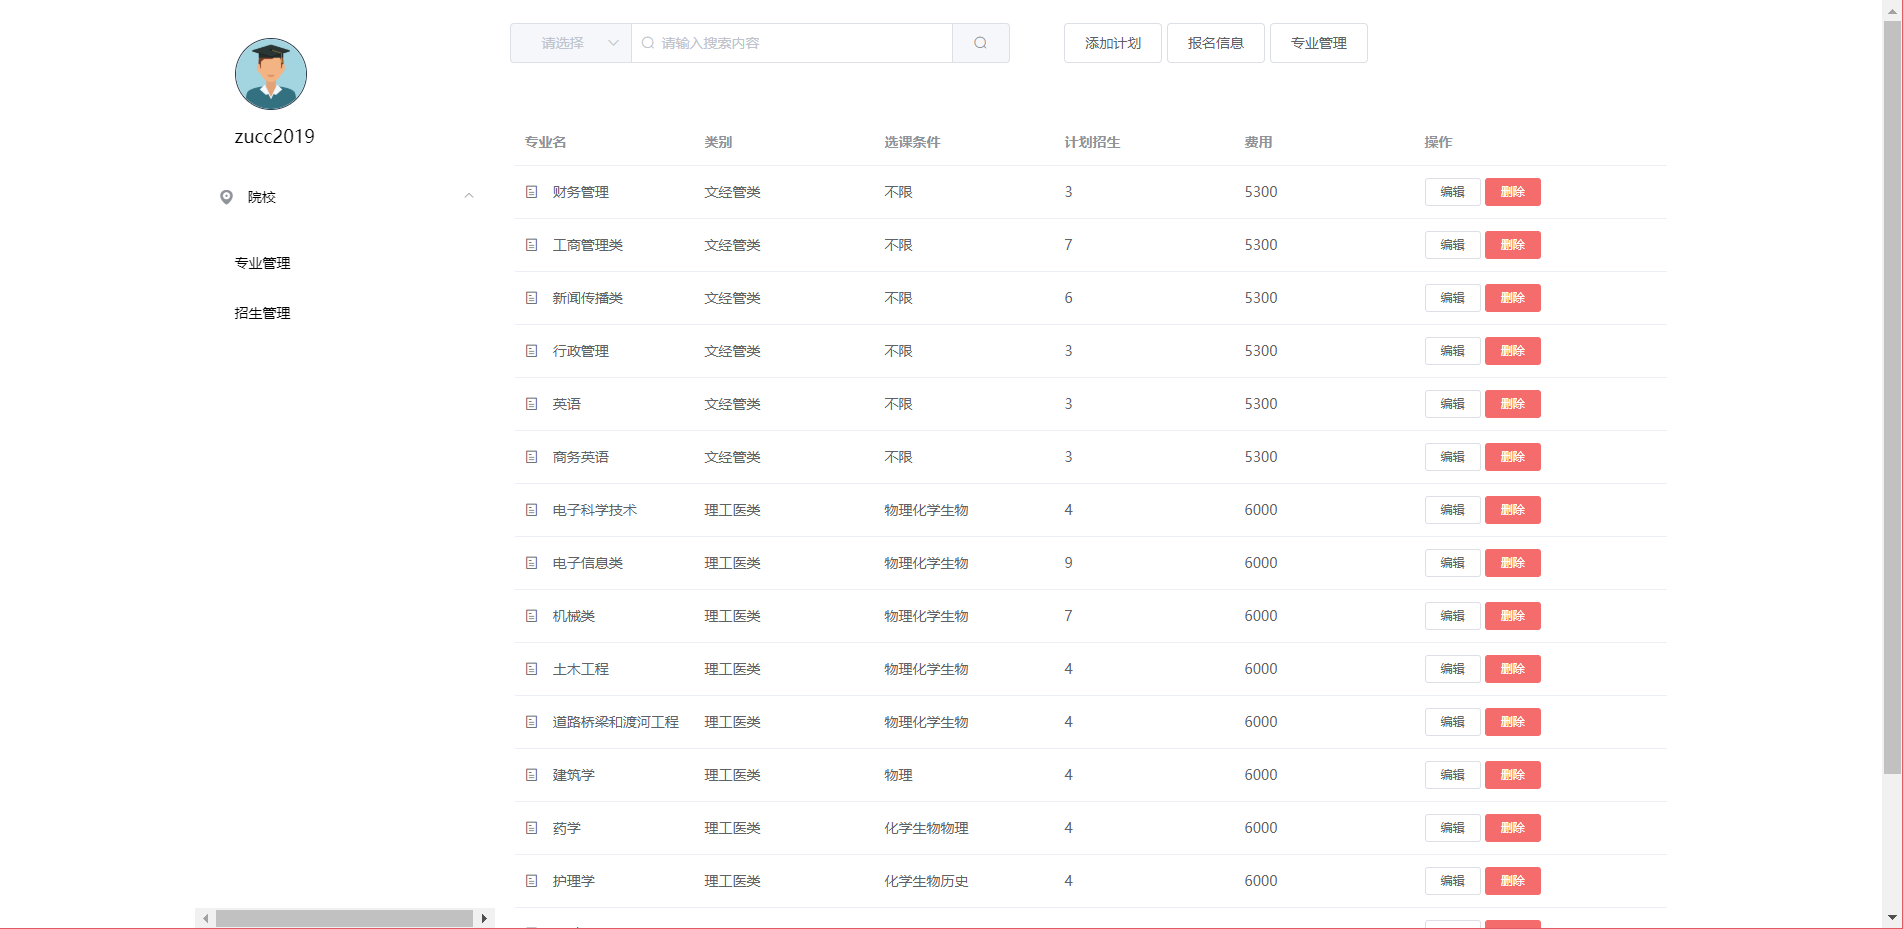 请选择 请输入搜索内容 添加计划 报名信息 专业管理
zucc2019
院校
专业管理
招生管理
专业名 类别 选课条件 计划招生 费用 操作
财务管理 文经管类 不限 3 5300 编辑 删除
工商管理类 文经管类 不限 7 5300 编辑 删除
新闻传播类 文经管类 不限 6 5300 编辑 删除
行政管理 文经管类 不限 3 5300 编辑 删除
英语 文经管类 不限 3 5300 编辑 删除
商务英语 文经管类 不限 3 5300 编辑 删除
电子科学技术 理工医类 物理化学生物 4 6000 编辑 删除
电子信息类 理工医类 物理化学生物 9 6000 编辑 删除
机械类 理工医类 物理化学生物 7 6000 编辑 删除
土木工程 理工医类 物理化学生物 4 6000 编辑 删除
道路桥梁和渡河工程 理工医类 物理化学生物 4 6000 编辑 删除
建筑学 理工医类 物理 4 6000 编辑 删除
药学 理工医类 化学生物物理 4 6000 编辑 删除
护理学 理工医类 化学生物历史 4 6000 编辑 删除